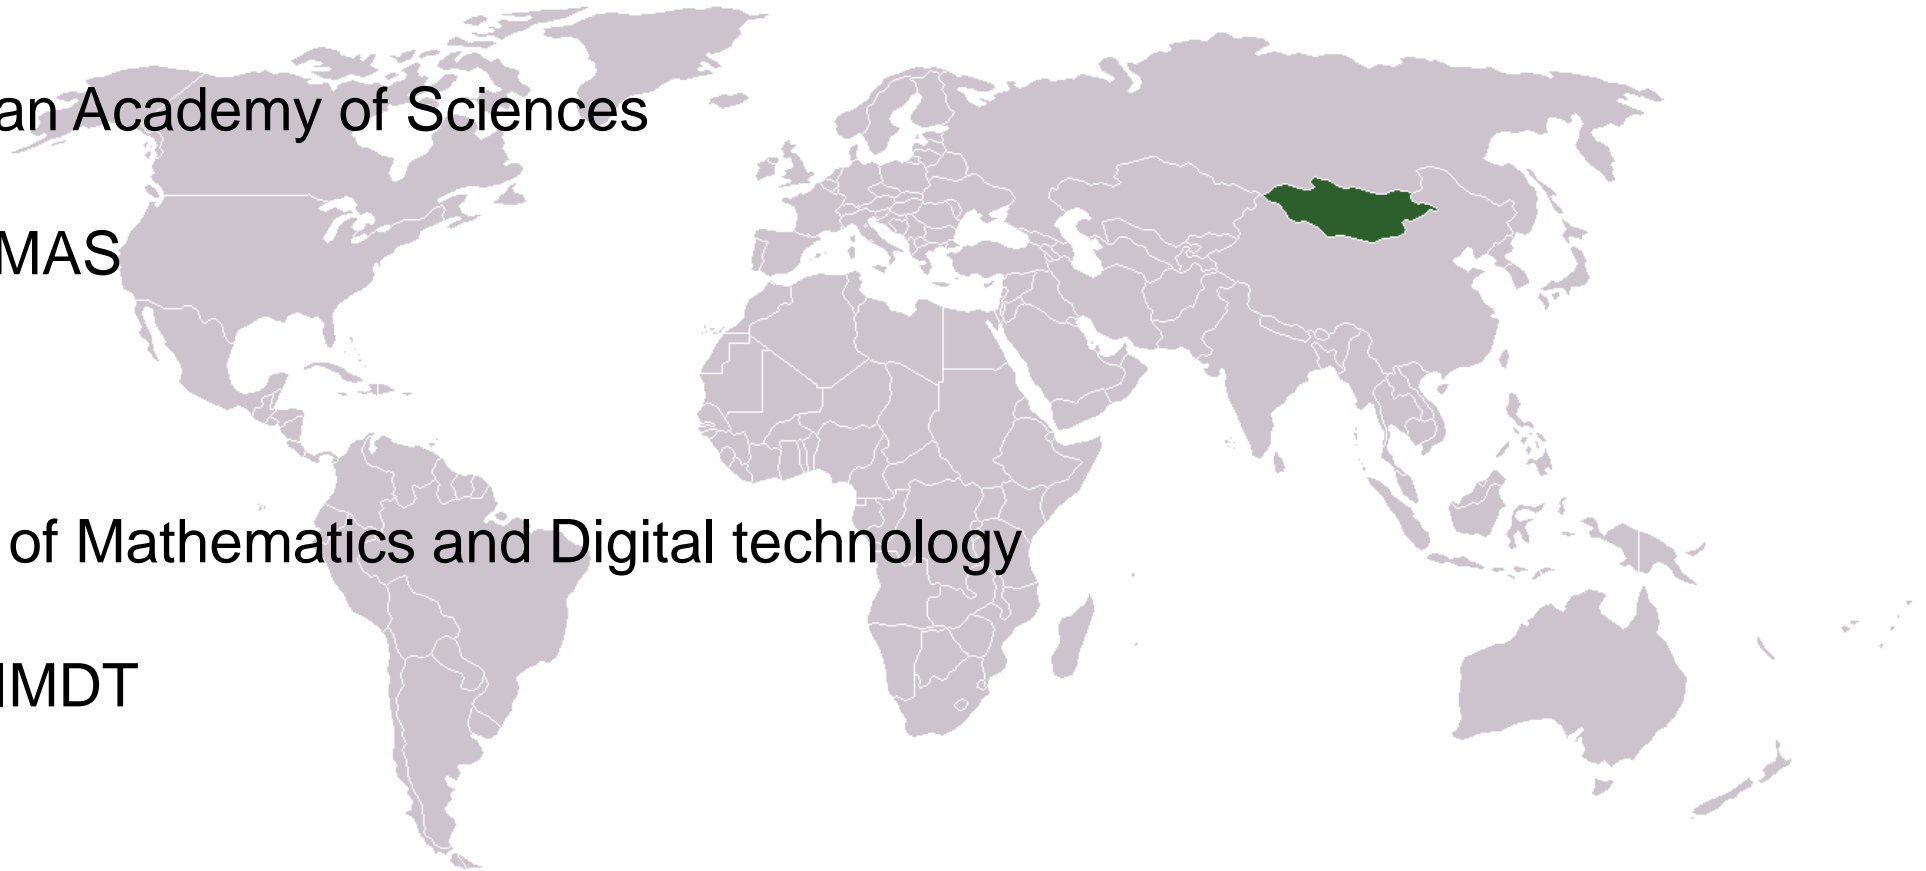 an Academy of Sciences
MAS
of Mathematics and Digital technology
IMDT